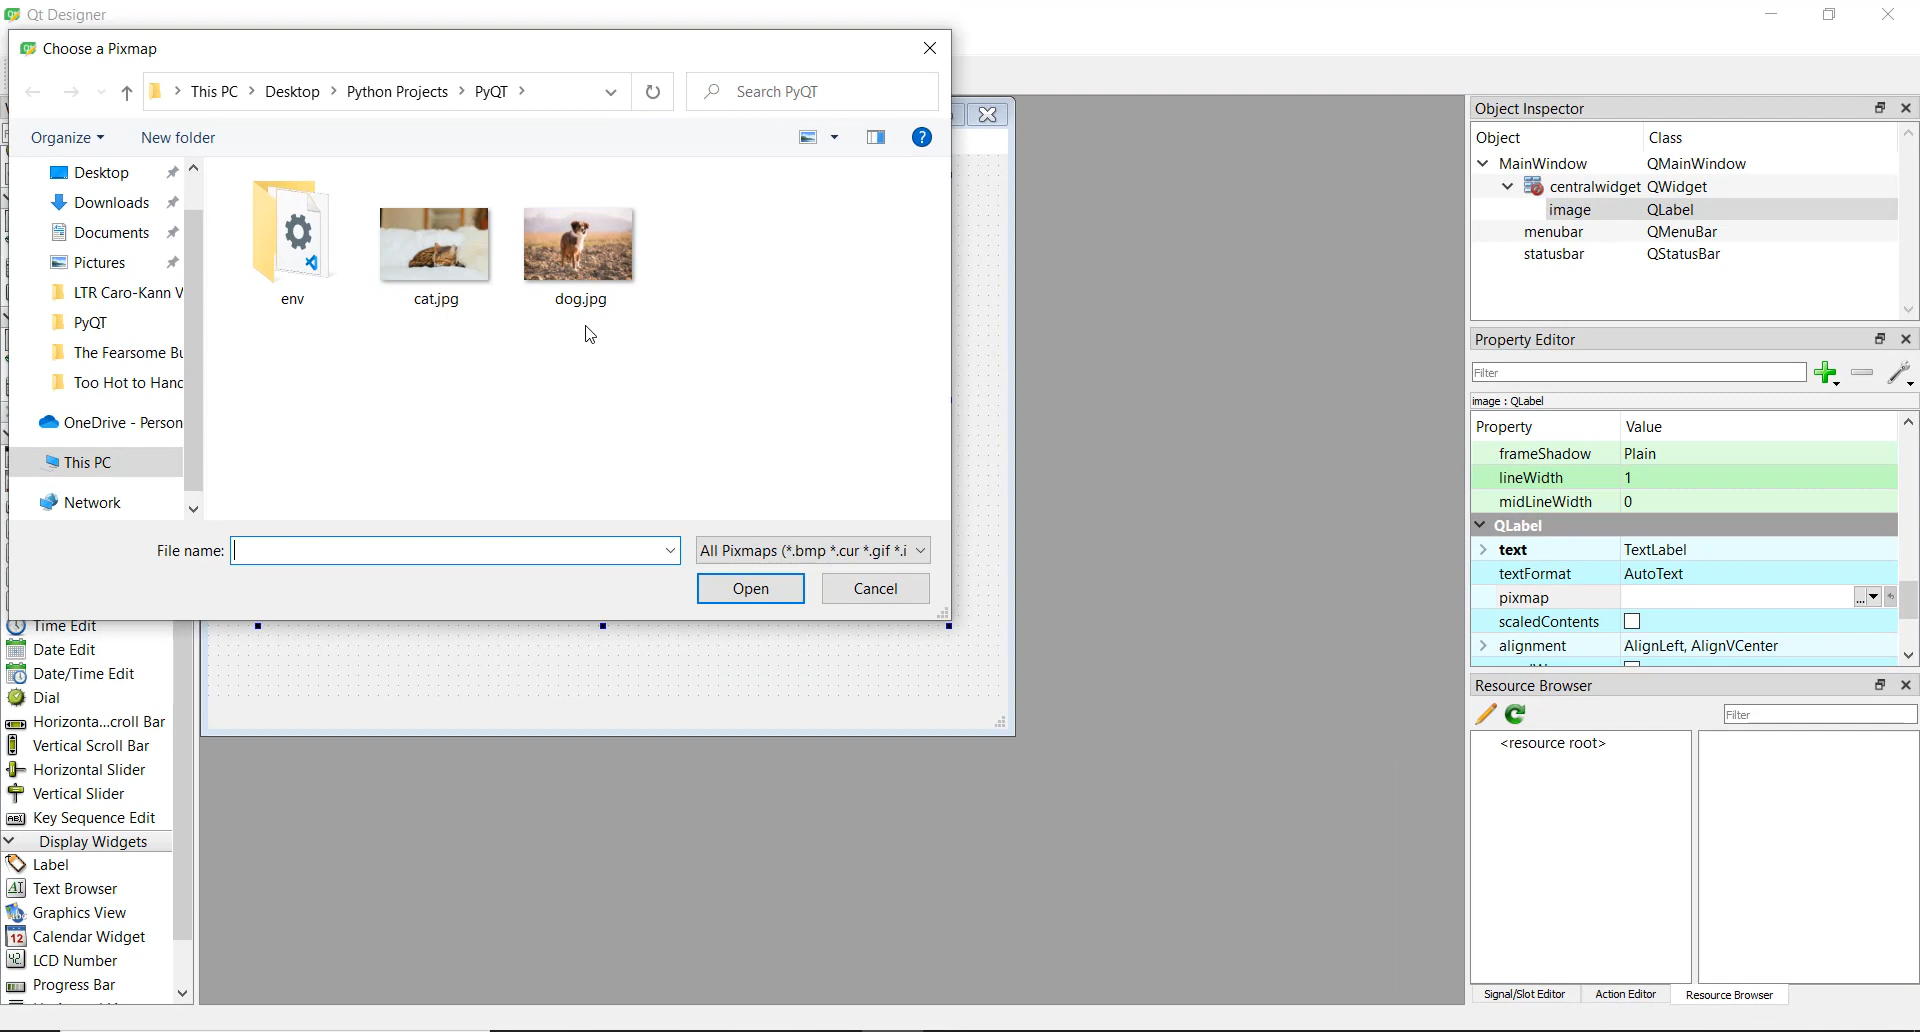 Qt Designer
Choose a Pixmap
This PC > Desktop > Python Projects > PyQT >
Search PyQT
Organize
New folder
Desktop
Downloads
Documents
Pictures
LTR Caro-Kann V
PyQT
The Fearsome Bu
Too Hot to Hand
OneDrive - Person
This PC
Network
env
cat.jpg
dog.jpg
File name:
All Pixmaps (*.bmp *.cur *.gif *.i
Open
Cancel
Time Edit
Date Edit
Date/Time Edit
Dial
Horizonta...croll Bar
Vertical Scroll Bar
Horizontal Slider
Vertical Slider
Key Sequence Edit
Display Widgets
Label
Text Browser
Graphics View
Calendar Widget
LCD Number
Progress Bar
Object Inspector
Object Class
MainWindow QMainWindow
centralwidget QWidget
image QLabel
menubar QMenuBar
statusbar QStatusBar
Property Editor
Filter
image : QLabel
Property Value
frameShadow Plain
lineWidth 1
midLineWidth 0
QLabel
text TextLabel
textFormat AutoText
pixmap ...
scaledContents
alignment AlignLeft, AlignVCenter
Resource Browser
Filter
<resource root>
Signal/Slot Editor Action Editor Resource Browser